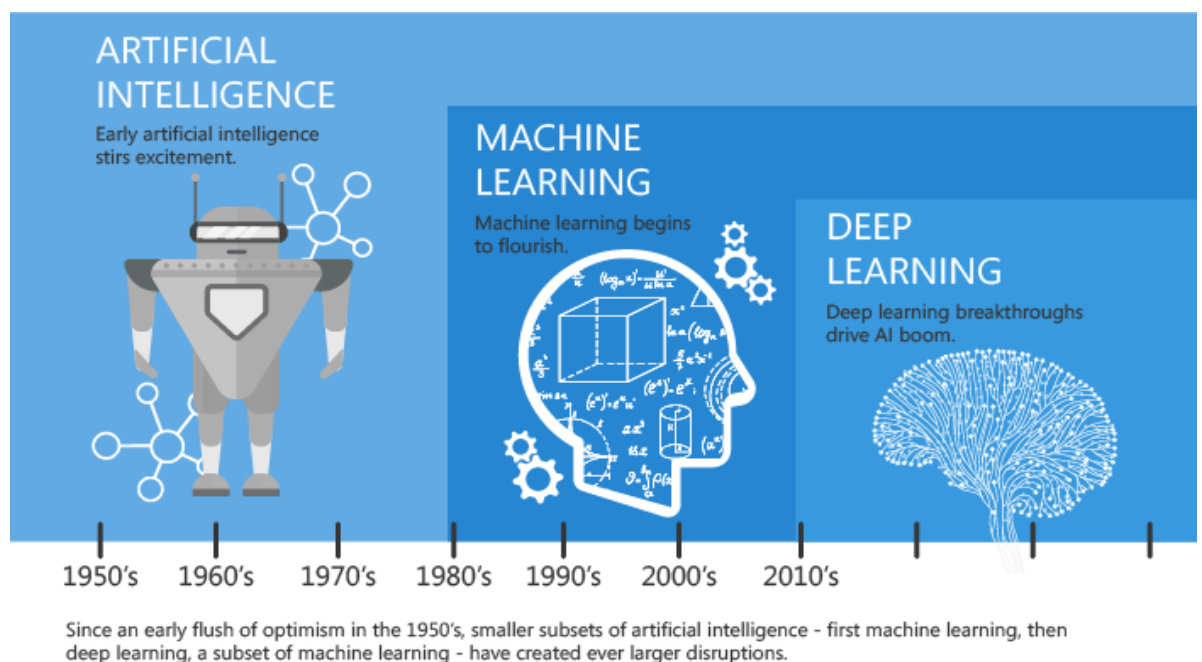 ARTIFICIAL
INTELLIGENCE
Early artificial intelligence
stirs excitement.
MACHINE
LEARNING
Machine learning begins
to flourish.
DEEP
LEARNING
Deep learning breakthroughs
drive AI boom.
1950's 1960's 1970's 1980's 1990's 2000's 2010's
Since an early flush of optimism in the 1950's, smaller subsets of artificial intelligence - first machine learning, then
deep learning, a subset of machine learning - have created ever larger disruptions.